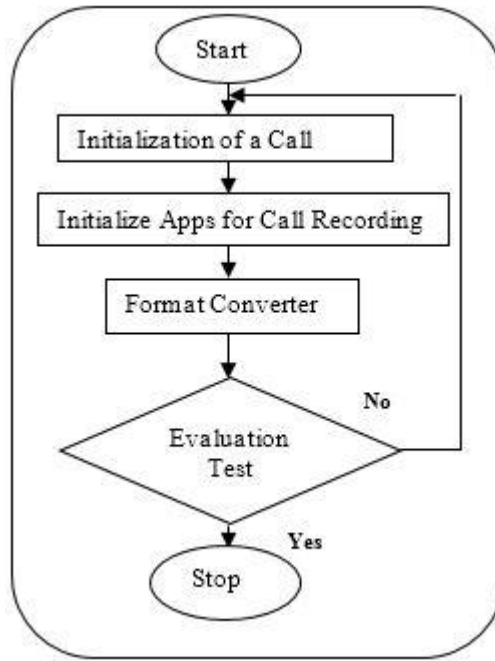 Start
Initialization of a Call
Initialize Apps for Call Recording
Format Converter
No
Evaluation
Test
Yes
Stop